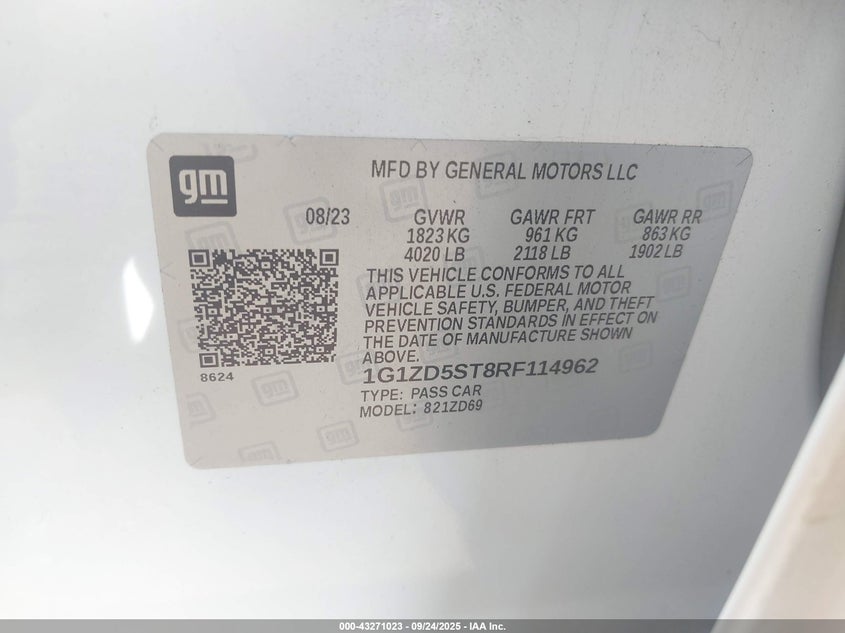 gm
MFD BY GENERAL MOTORS LLC
08/23 GVWR GAWR FRT GAWR RR
1823 KG 961 KG 863 KG
4020 LB 2118 LB 1902 LB
THIS VEHICLE CONFORMS TO ALL
APPLICABLE U.S. FEDERAL MOTOR
VEHICLE SAFETY, BUMPER, AND THEFT
PREVENTION STANDARDS IN EFFECT ON
THE DATE OF MANUFACTURE SHOWN
ABOVE.
8624
1G1ZD5ST8RF114962
TYPE: PASS CAR
MODEL: 821ZD69
000-43271023 - 09/24/2025 - IAA Inc.